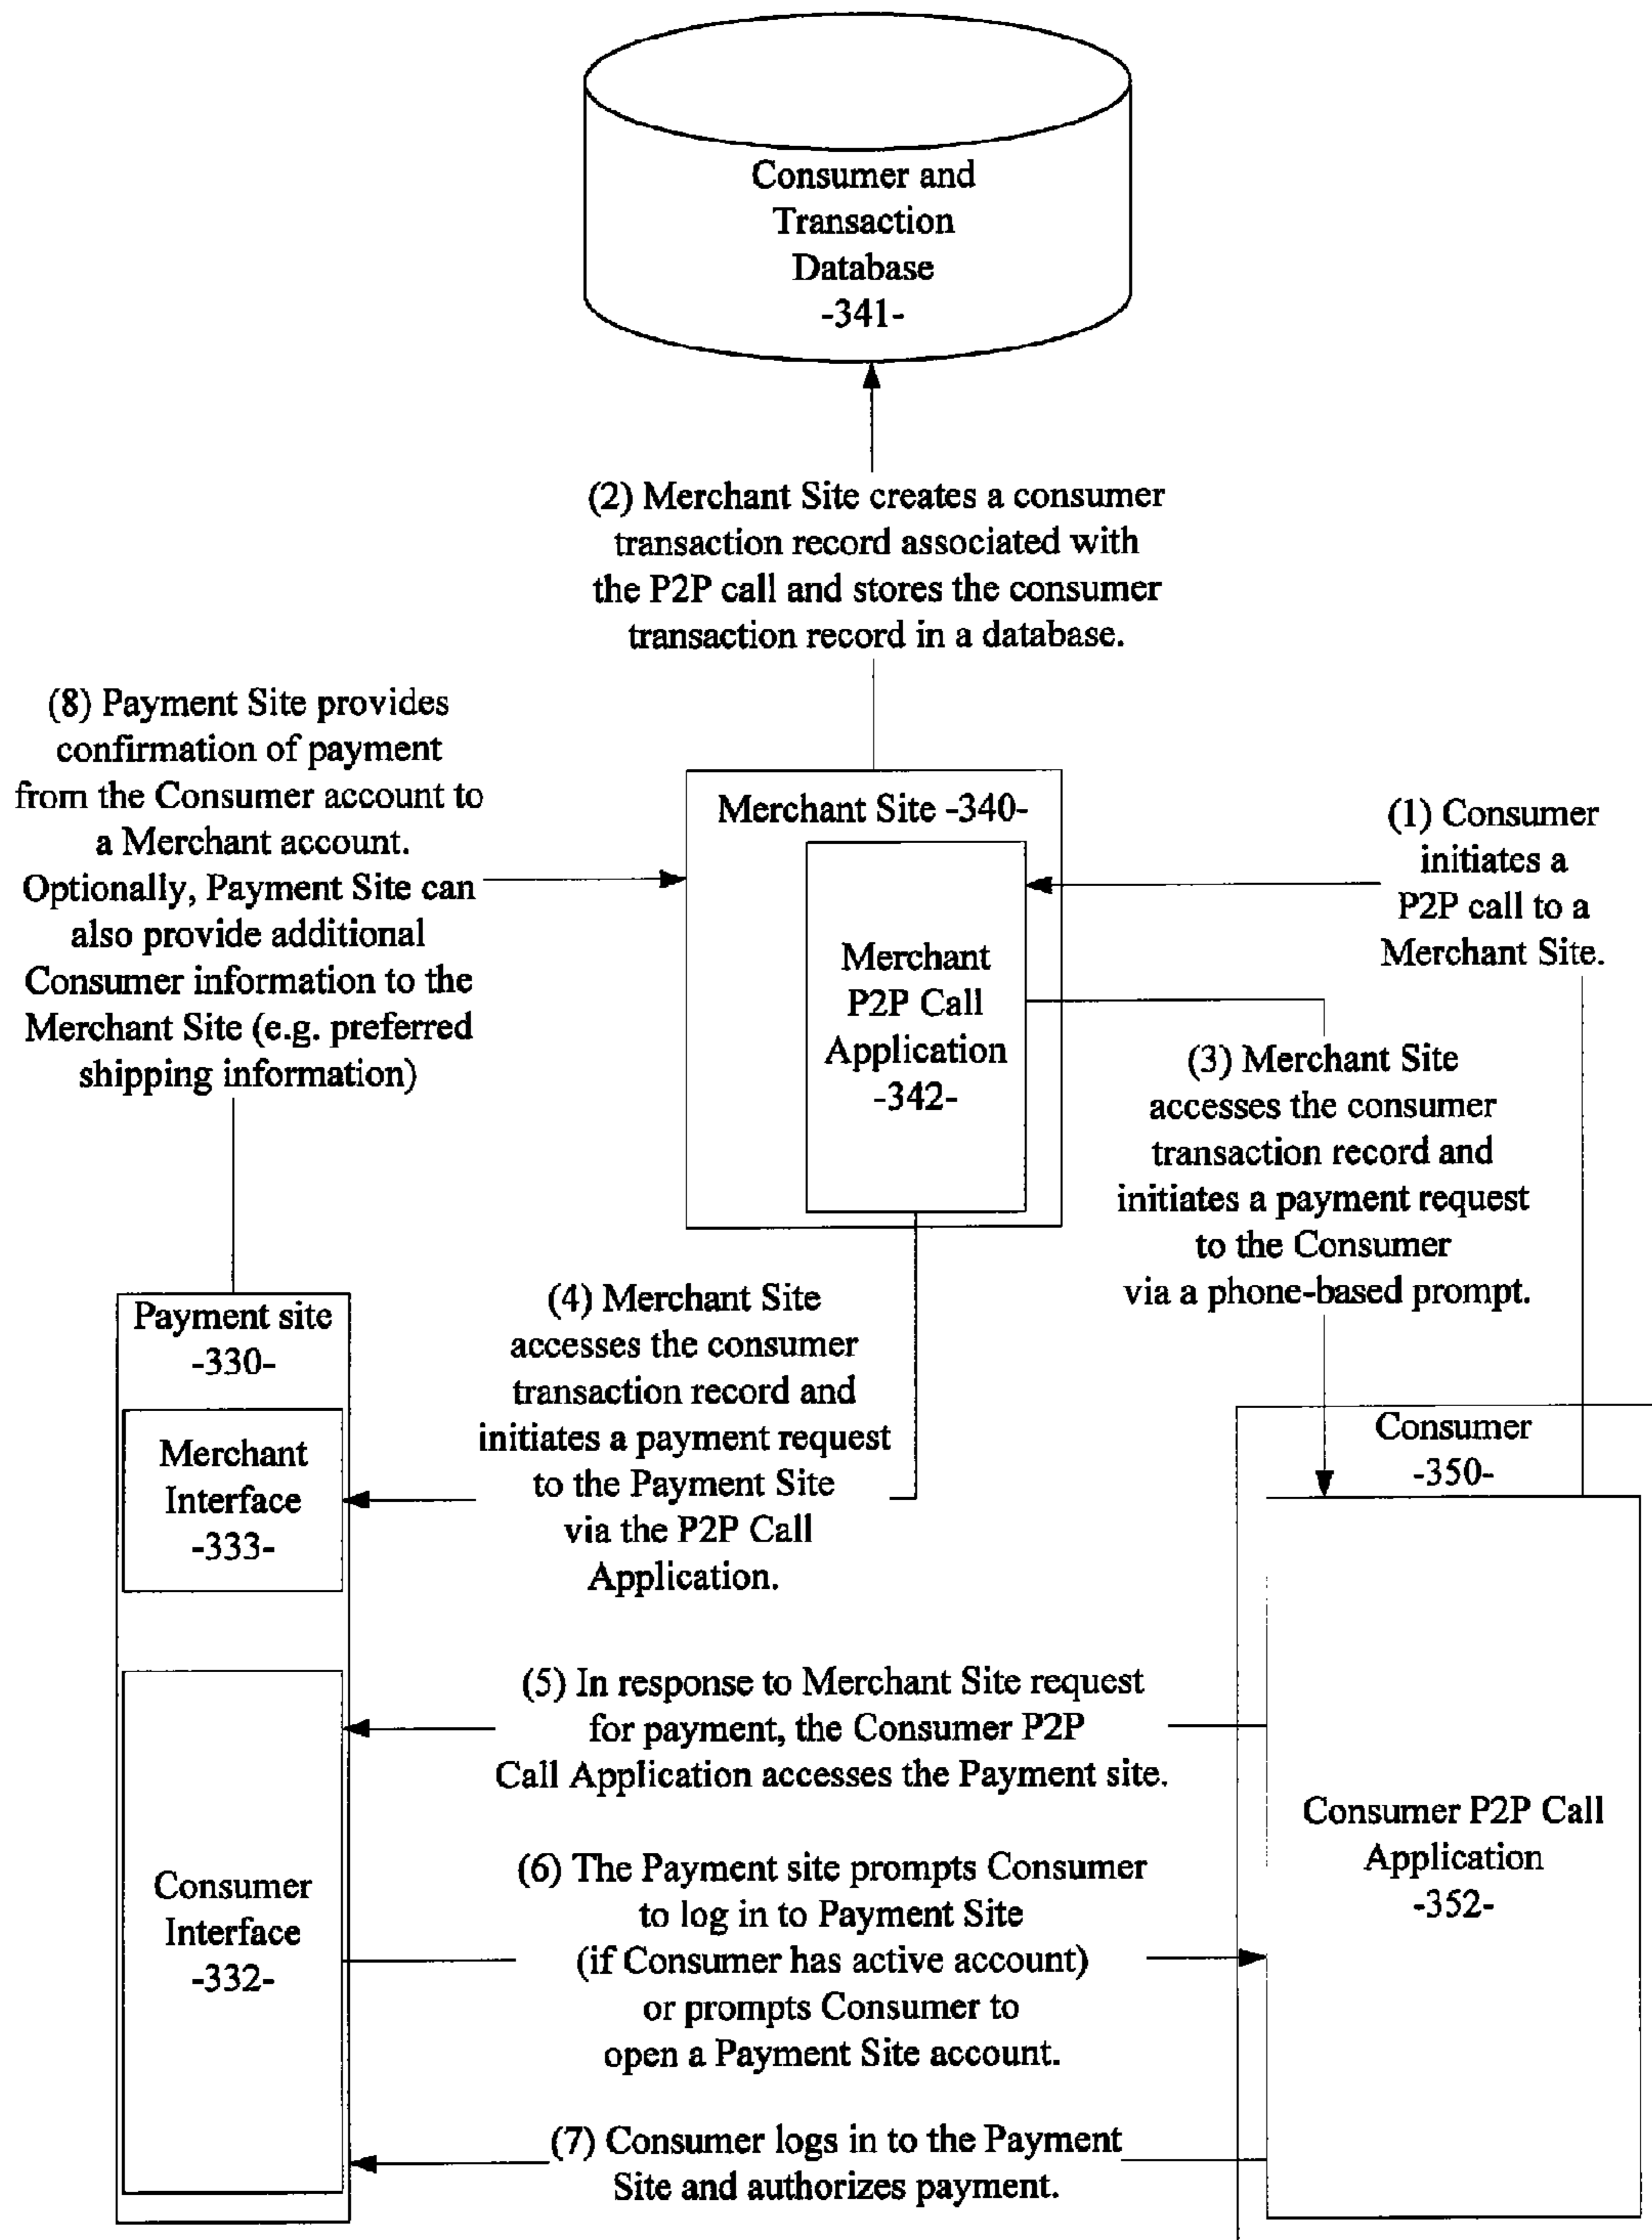 Consumer and
Transaction
Database
-341-
(2) Merchant Site creates a consumer
transaction record associated with
the P2P call and stores the consumer
transaction record in a database.
(8) Payment Site provides
confirmation of payment
from the Consumer account to
a Merchant account.
Optionally, Payment Site can
also provide additional
Consumer information to the
Merchant Site (e.g. preferred
shipping information)
Merchant Site -340-
Merchant
P2P Call
Application
-342-
(1) Consumer
initiates a
P2P call to a
Merchant Site.
(3) Merchant Site
accesses the consumer
transaction record and
initiates a payment request
to the Consumer
via a phone-based prompt.
Payment site
-330-
Merchant
Interface
-333-
(4) Merchant Site
accesses the consumer
transaction record and
initiates a payment request
to the Payment Site
via the P2P Call
Application.
Consumer
-350-
(5) In response to Merchant Site request
for payment, the Consumer P2P
Call Application accesses the Payment site.
Consumer P2P Call
Application
-352-
Consumer
Interface
-332-
(6) The Payment site prompts Consumer
to log in to Payment Site
(if Consumer has active account)
or prompts Consumer to
open a Payment Site account.
(7) Consumer logs in to the Payment
Site and authorizes payment.